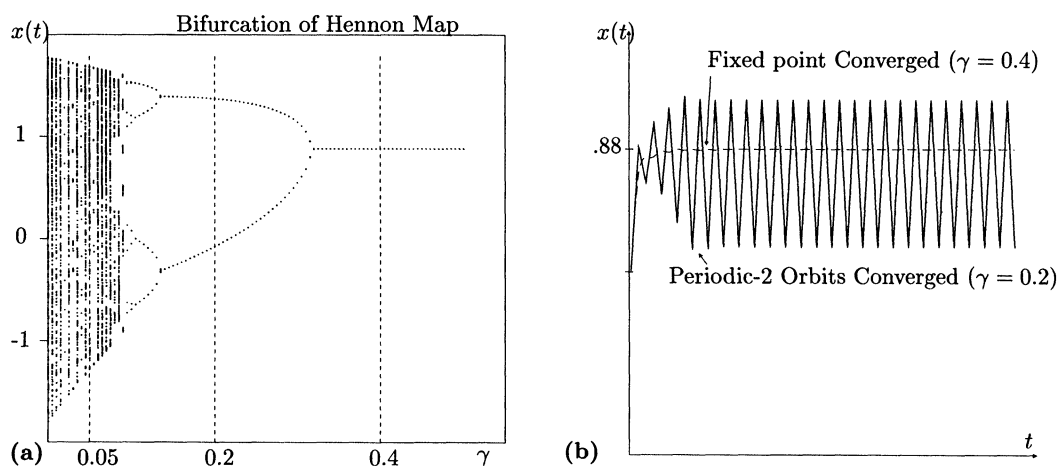 Bifurcation of Hennon Map
x(t)
1
0
-1
0.05
0.2
0.4
γ
(a)
x(t)
Fixed point Converged (γ = 0.4)
.88
Periodic-2 Orbits Converged (γ = 0.2)
t
(b)